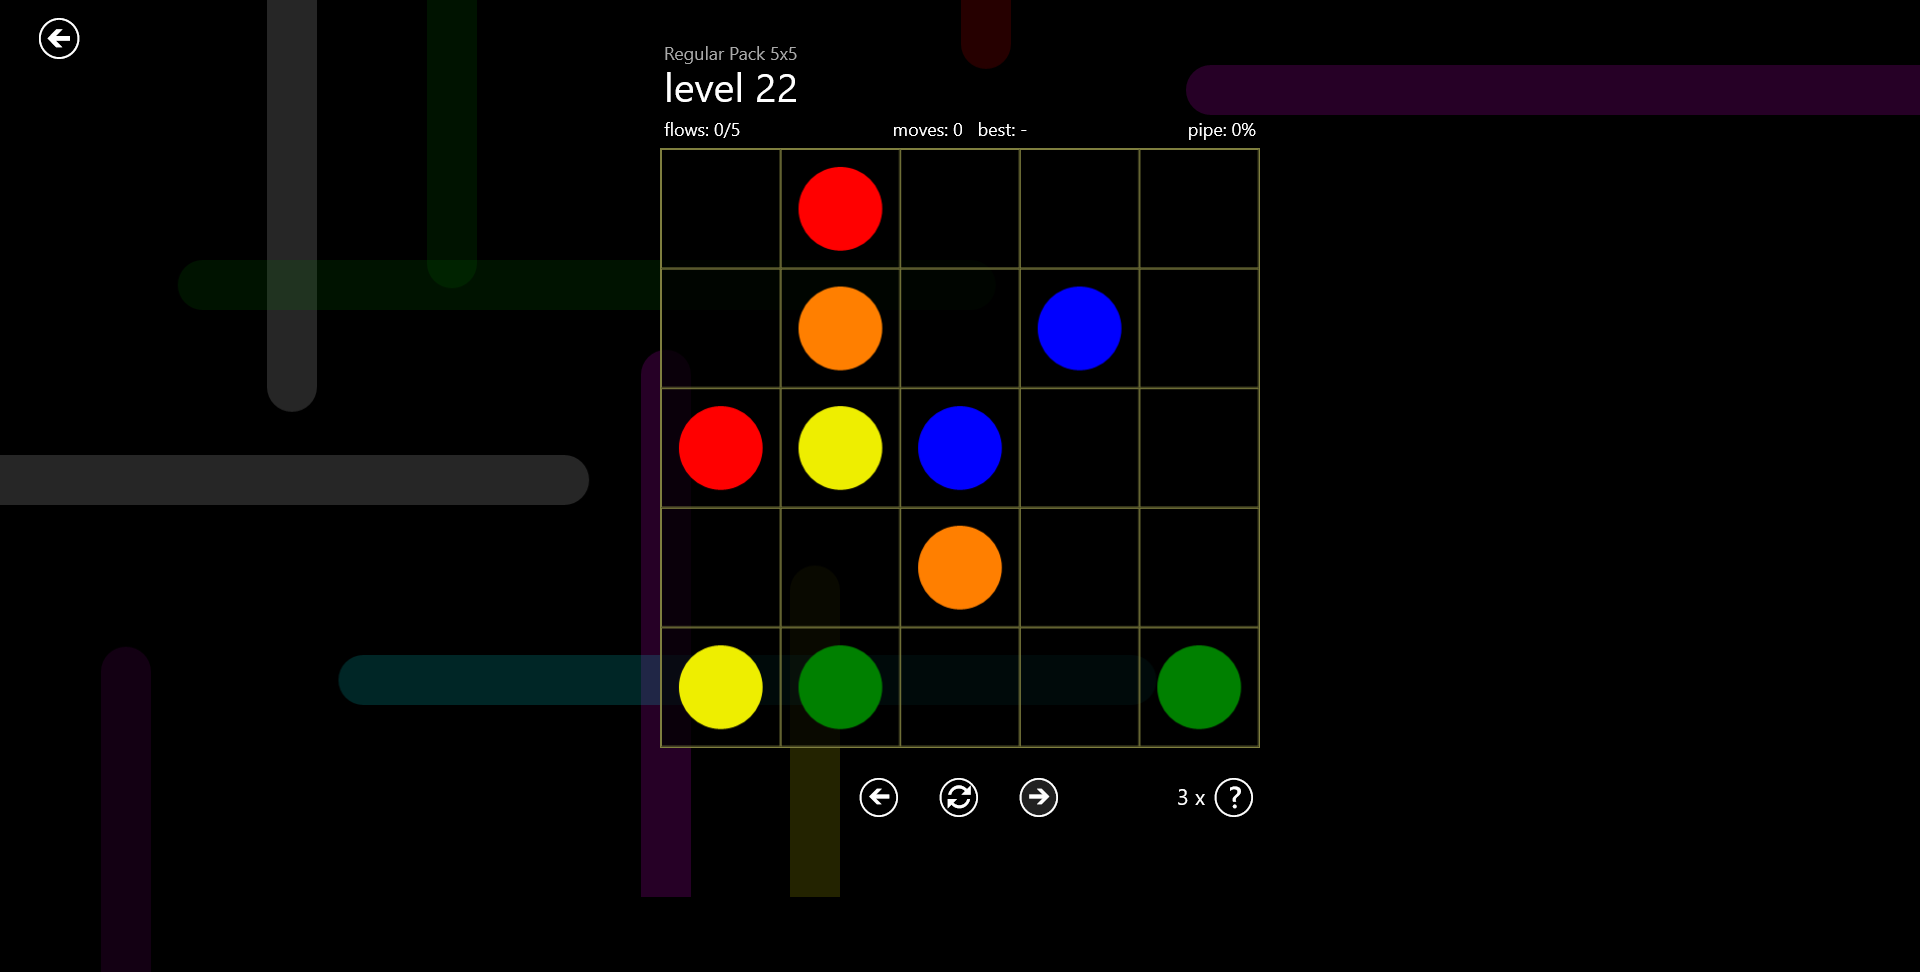 Regular Pack 5x5
level 22
flows: 0/5 moves: 0 best: - pipe: 0%
3 x ?